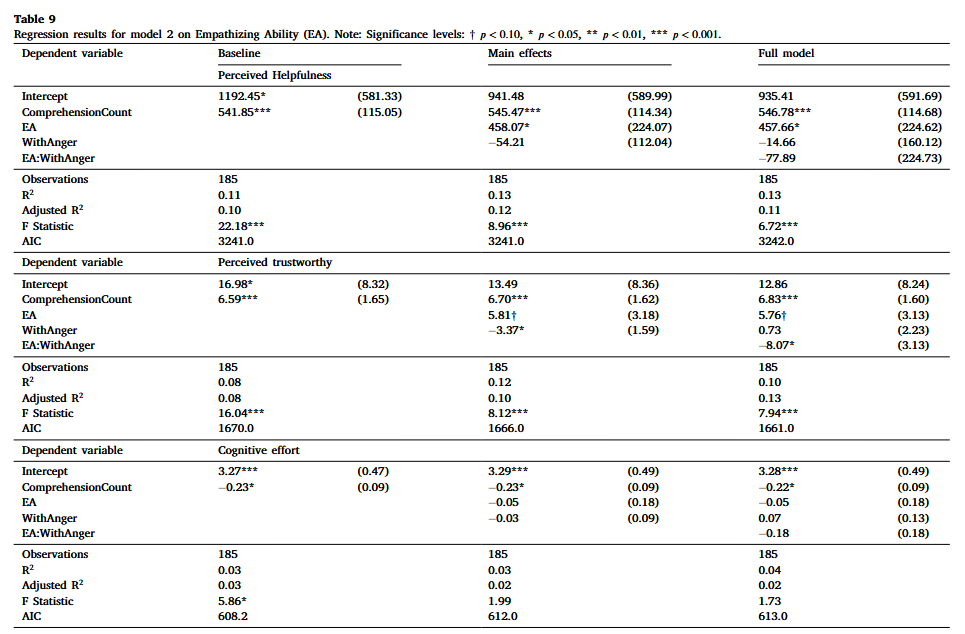 Table 9
Regression results for model 2 on Empathizing Ability (EA). Note: Significance levels: † p < 0.10, * p < 0.05, ** p < 0.01, *** p < 0.001.
Dependent variable Baseline Main effects Full model
Perceived Helpfulness
Intercept 1192.45* (581.33) 941.48 (589.99) 935.41 (591.69)
ComprehensionCount 541.85*** (115.05) 545.47*** (114.34) 546.78*** (114.68)
EA 458.07* (224.07) 457.66* (224.62)
WithAnger −54.21 (112.04) −14.66 (160.12)
EA:WithAnger −77.89 (224.73)
Observations 185 185 185
R² 0.11 0.13 0.13
Adjusted R² 0.10 0.12 0.11
F Statistic 22.18*** 8.96*** 6.72***
AIC 3241.0 3241.0 3242.0
Dependent variable Perceived trustworthy
Intercept 16.98* (8.32) 13.49 (8.36) 12.86 (8.24)
ComprehensionCount 6.59*** (1.65) 6.70*** (1.62) 6.83*** (1.60)
EA 5.81† (3.18) 5.76† (3.13)
WithAnger −3.37* (1.59) 0.73 (2.23)
EA:WithAnger −8.07* (3.13)
Observations 185 185 185
R² 0.08 0.12 0.10
Adjusted R² 0.08 0.10 0.13
F Statistic 16.04*** 8.12*** 7.94***
AIC 1670.0 1666.0 1661.0
Dependent variable Cognitive effort
Intercept 3.27*** (0.47) 3.29*** (0.49) 3.28*** (0.49)
ComprehensionCount −0.23* (0.09) −0.23* (0.09) −0.22* (0.09)
EA −0.05 (0.18) −0.05 (0.18)
WithAnger −0.03 (0.09) 0.07 (0.13)
EA:WithAnger −0.18 (0.18)
Observations 185 185 185
R² 0.03 0.03 0.04
Adjusted R² 0.03 0.02 0.02
F Statistic 5.86* 1.99 1.73
AIC 608.2 612.0 613.0